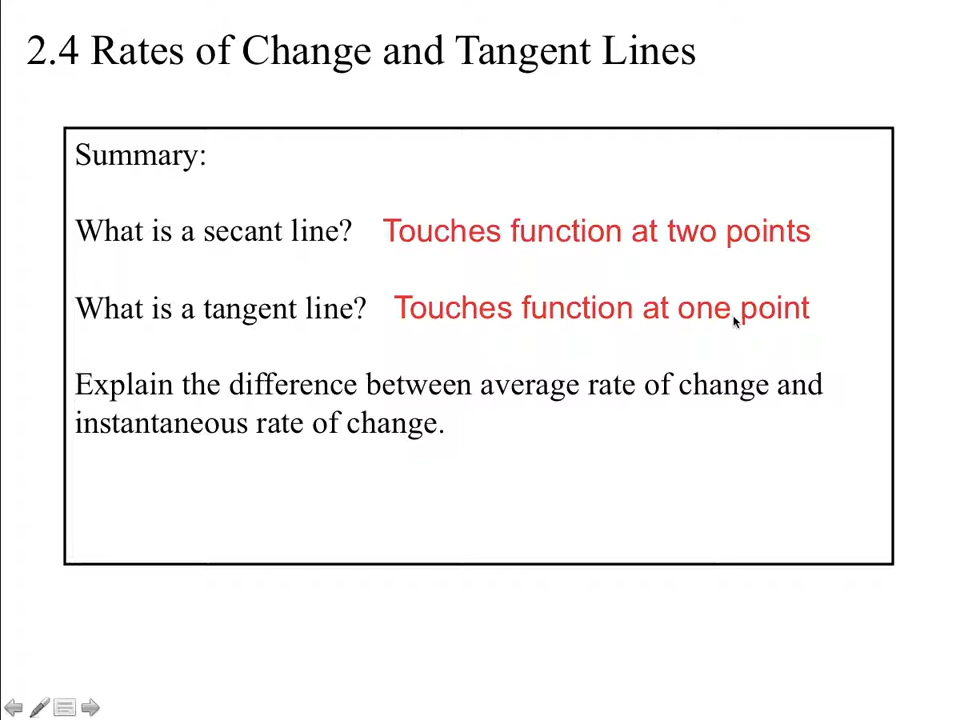 2.4 Rates of Change and Tangent Lines
Summary:
What is a secant line? Touches function at two points
What is a tangent line? Touches function at one point
Explain the difference between average rate of change and
instantaneous rate of change.